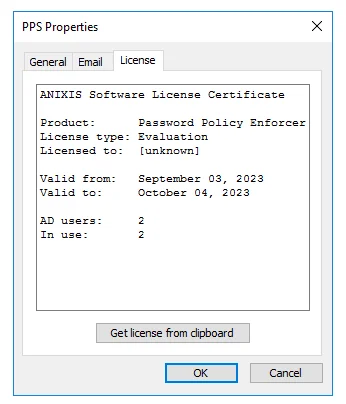 PPS Properties
General
Email
License
ANIXIS Software License Certificate
Product: Password Policy Enforcer
License type: Evaluation
Licensed to: [unknown]
Valid from: September 03, 2023
Valid to: October 04, 2023
AD users: 2
In use: 2
Get license from clipboard
OK
Cancel